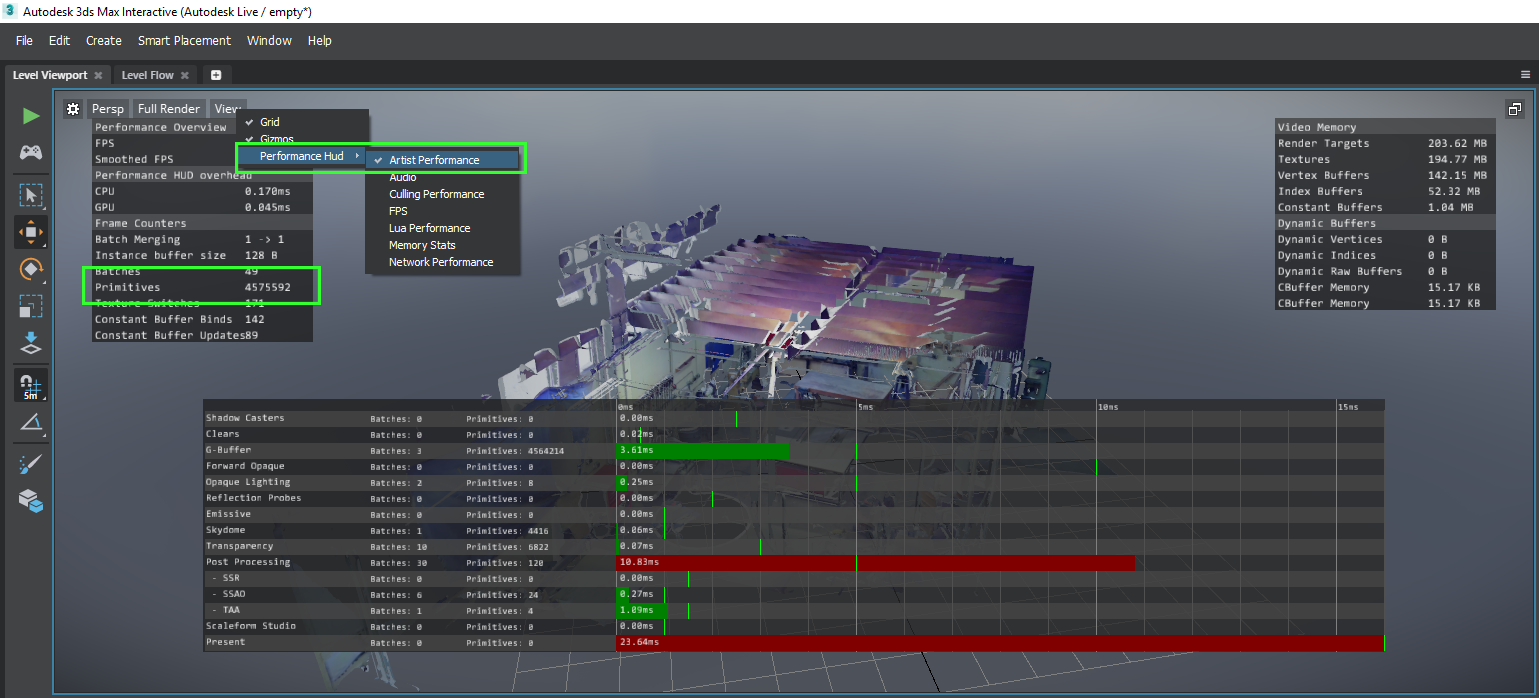 Autodesk 3ds Max Interactive (Autodesk Live / empty*)
File Edit Create Smart Placement Window Help
Level Viewport Level Flow
Persp Full Render View
Grid
Gizmos
Performance Hud
Artist Performance
Audio
Culling Performance
FPS
Lua Performance
Memory Stats
Network Performance
Performance Overview
FPS
Smoothed FPS
Performance HUD overhead
CPU 0.170ms
GPU 0.045ms
Frame Counters
Batch Merging 1 -> 1
Instance buffer size 128 B
Batches 49
Primitives 4575592
Texture Switches 171
Constant Buffer Binds 142
Constant Buffer Updates89
Video Memory
Render Targets 203.62 MB
Textures 194.77 MB
Vertex Buffers 142.15 MB
Index Buffers 52.32 MB
Constant Buffers 1.04 MB
Dynamic Buffers
Dynamic Vertices 0 B
Dynamic Indices 0 B
Dynamic Raw Buffers 0 B
CBuffer Memory 15.17 KB
CBuffer Memory 15.17 KB
5m
0ms 5ms 10ms 15ms
Shadow Casters Batches: 0 Primitives: 0 0.00ms
Clears Batches: 0 Primitives: 0 0.02ms
G-Buffer Batches: 3 Primitives: 4564214 3.61ms
Forward Opaque Batches: 0 Primitives: 0 0.00ms
Opaque Lighting Batches: 2 Primitives: 8 0.25ms
Reflection Probes Batches: 0 Primitives: 0 0.00ms
Emissive Batches: 0 Primitives: 0 0.00ms
Skydome Batches: 1 Primitives: 4416 0.06ms
Transparency Batches: 10 Primitives: 6822 0.07ms
Post Processing Batches: 30 Primitives: 120 10.83ms
- SSR Batches: 0 Primitives: 0 0.00ms
- SSAO Batches: 6 Primitives: 24 0.27ms
- TAA Batches: 1 Primitives: 4 1.09ms
Scaleform Studio Batches: 0 Primitives: 0 0.00ms
Present Batches: 0 Primitives: 0 23.64ms